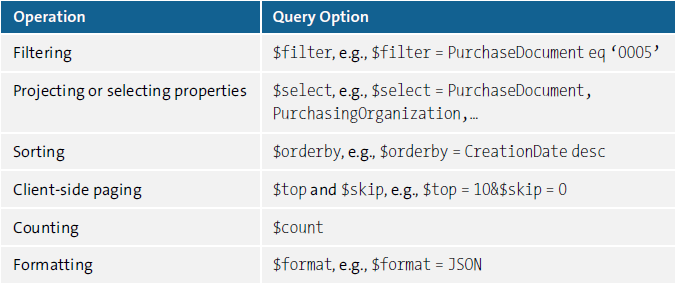 Operation Query Option
Filtering $filter, e.g., $filter = PurchaseDocument eq ‘0005’
Projecting or selecting properties $select, e.g., $select = PurchaseDocument,
PurchasingOrganization,…
Sorting $orderby, e.g., $orderby = CreationDate desc
Client-side paging $top and $skip, e.g., $top = 10&$skip = 0
Counting $count
Formatting $format, e.g., $format = JSON